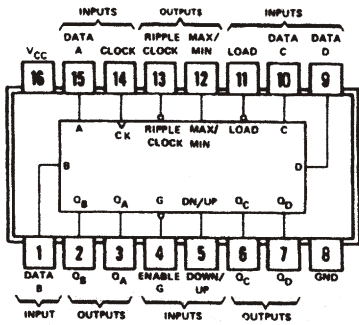 INPUTS OUTPUTS INPUTS
DATA RIPPLE MAX/ DATA DATA
VCC A CLOCK CLOCK MIN LOAD C D
16 15 14 13 12 11 10 9
A CK RIPPLE CLOCK MAX/ MIN LOAD C
B D
QB QA G DN/UP QC QD
1 2 3 4 5 6 7 8
DATA QB QA ENABLE DOWN/ QC QD GND
B G UP
INPUT OUTPUTS INPUTS OUTPUTS